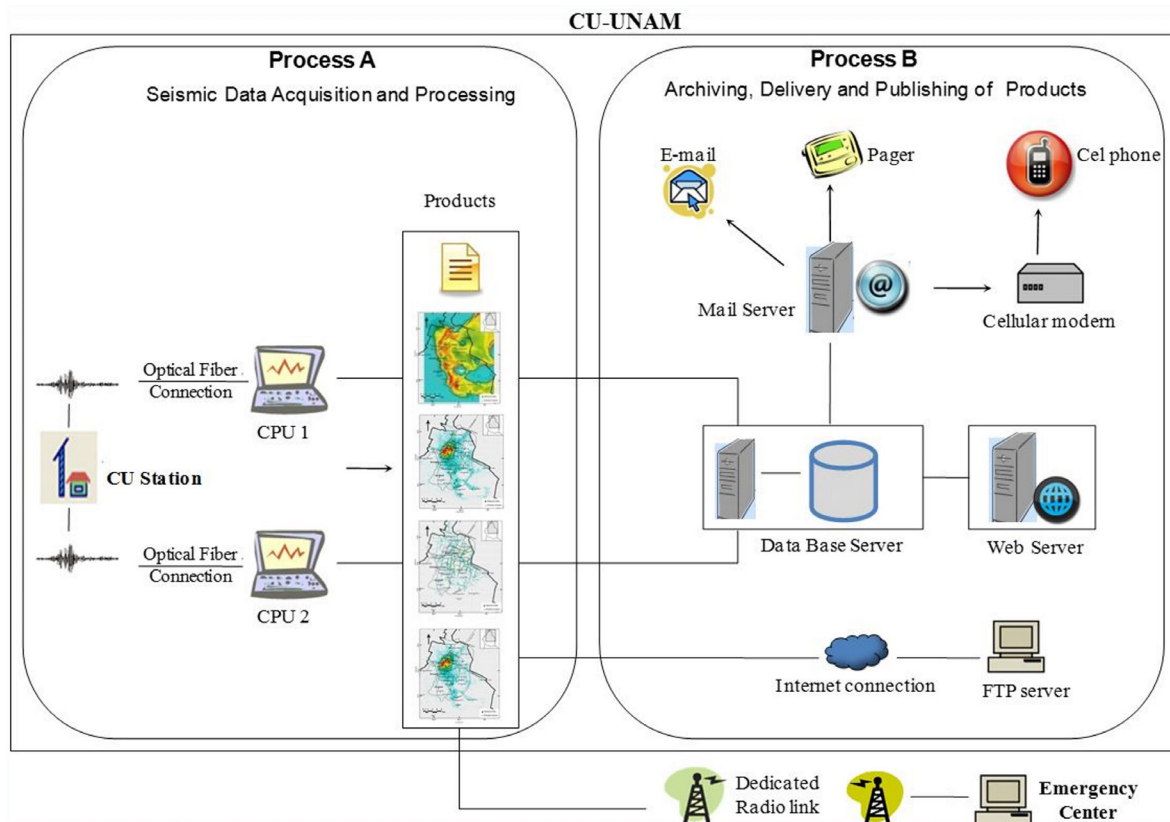 CU-UNAM
Process A
Seismic Data Acquisition and Processing
Products
Optical Fiber
Connection
CPU 1
CU Station
Optical Fiber
Connection
CPU 2
Process B
Archiving, Delivery and Publishing of Products
E-mail
Pager
Cel phone
Mail Server
@
Cellular modern
Data Base Server
Web Server
Internet connection
FTP server
Dedicated
Radio link
Emergency
Center